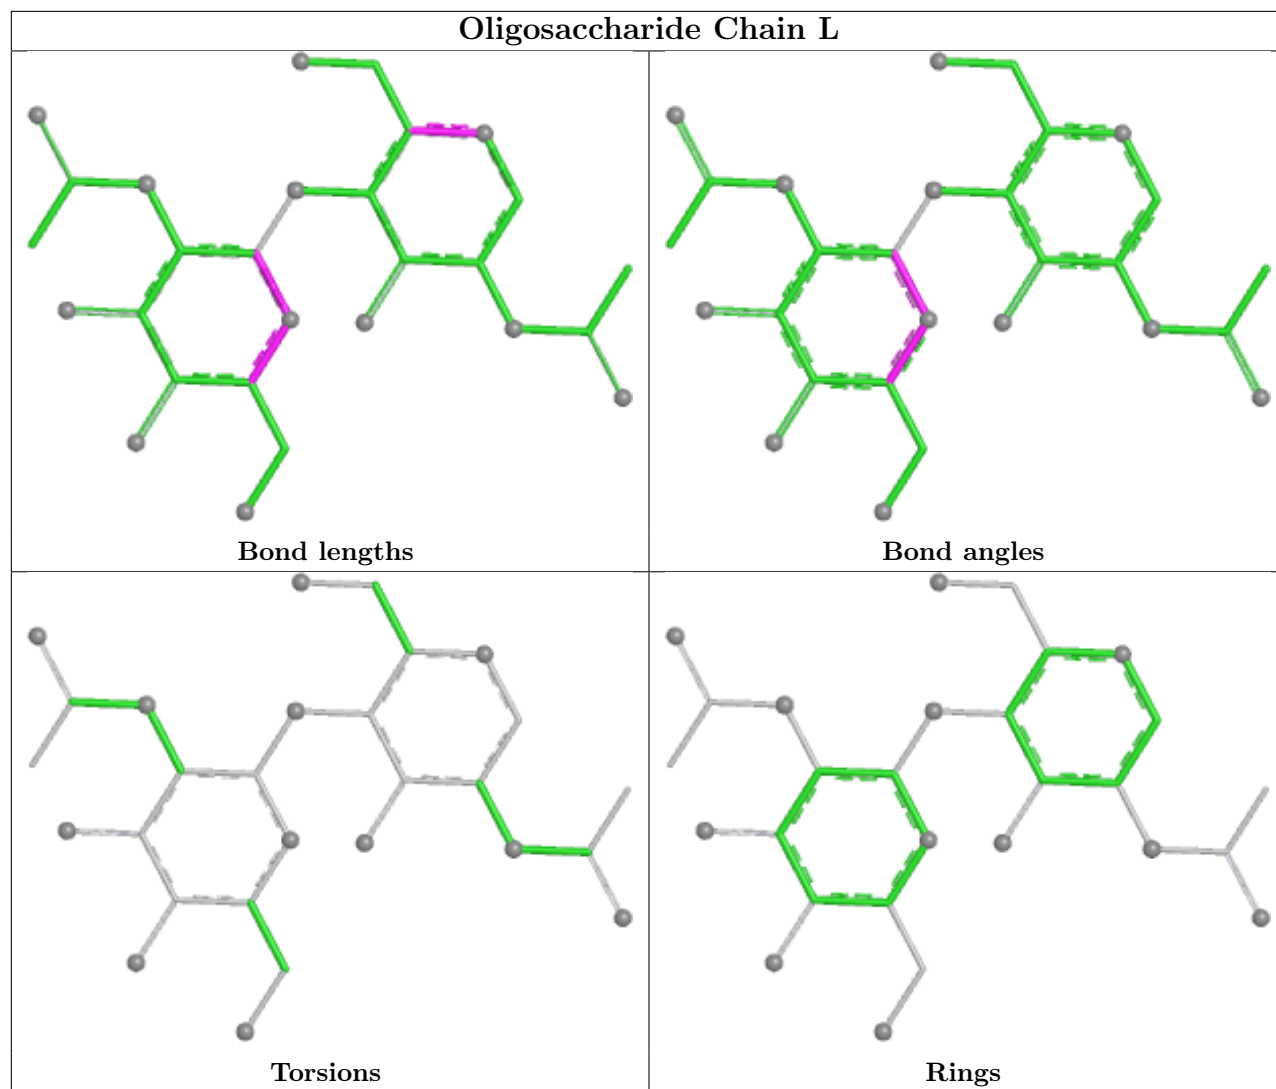 Oligosaccharide Chain L
Bond lengths
Bond angles
Torsions
Rings